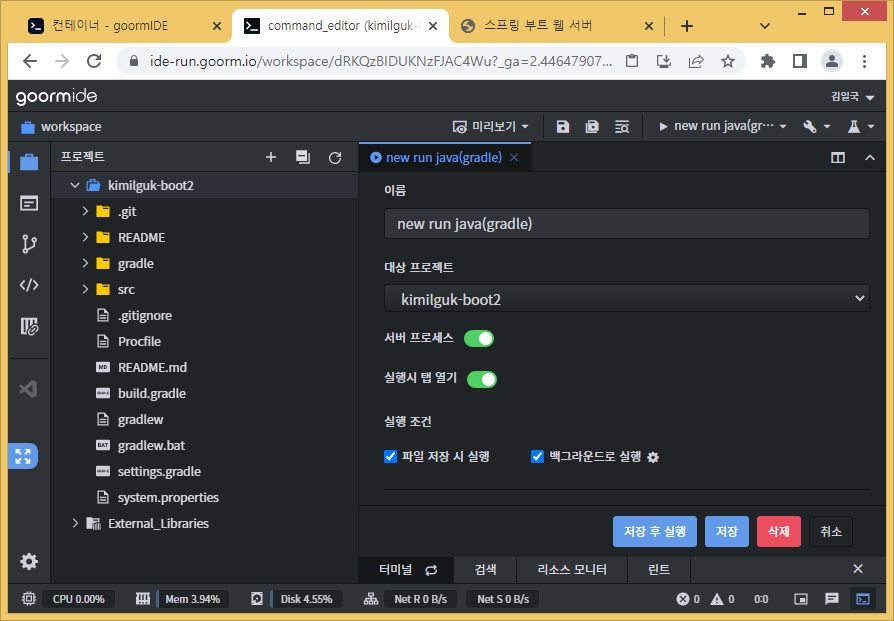 컨테이너 - goormIDE
command_editor (kimilguk-
스프링 부트 웹 서버
ide-run.goorm.io/workspace/dRKQzBIDUKNzFJAC4Wu?_ga=2.44647907...
goormide
김일국
workspace
미리보기
new run java(gr···
프로젝트
new run java(gradle)
kimilguk-boot2
.git
README
gradle
src
.gitignore
Procfile
MD README.md
build.gradle
gradlew
BAT gradlew.bat
settings.gradle
system.properties
External_Libraries
이름
new run java(gradle)
대상 프로젝트
kimilguk-boot2
서버 프로세스
실행시 탭 열기
실행 조건
파일 저장 시 실행
백그라운드로 실행
저장 후 실행
저장
삭제
취소
터미널
검색
리소스 모니터
린트
CPU 0.00%
Mem 3.94%
Disk 4.55%
Net R 0 B/s
Net S 0 B/s
0
0
0:0